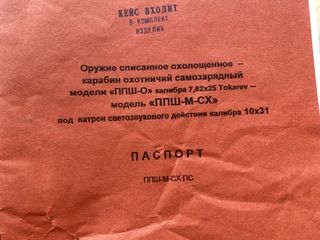 КЕЙС ВХОДИТ
В КОМПЛЕКТ
ИЗДЕЛИЯ
Оружие списанное охолощенное –
карабин охотничий самозарядный
модели «ППШ-О» калибра 7,62х25 Tokarev –
модель «ППШ-М-СХ»
под патрон светозвукового действия калибра 10х31
ПАСПОРТ
ППШ-М-СХ ПС